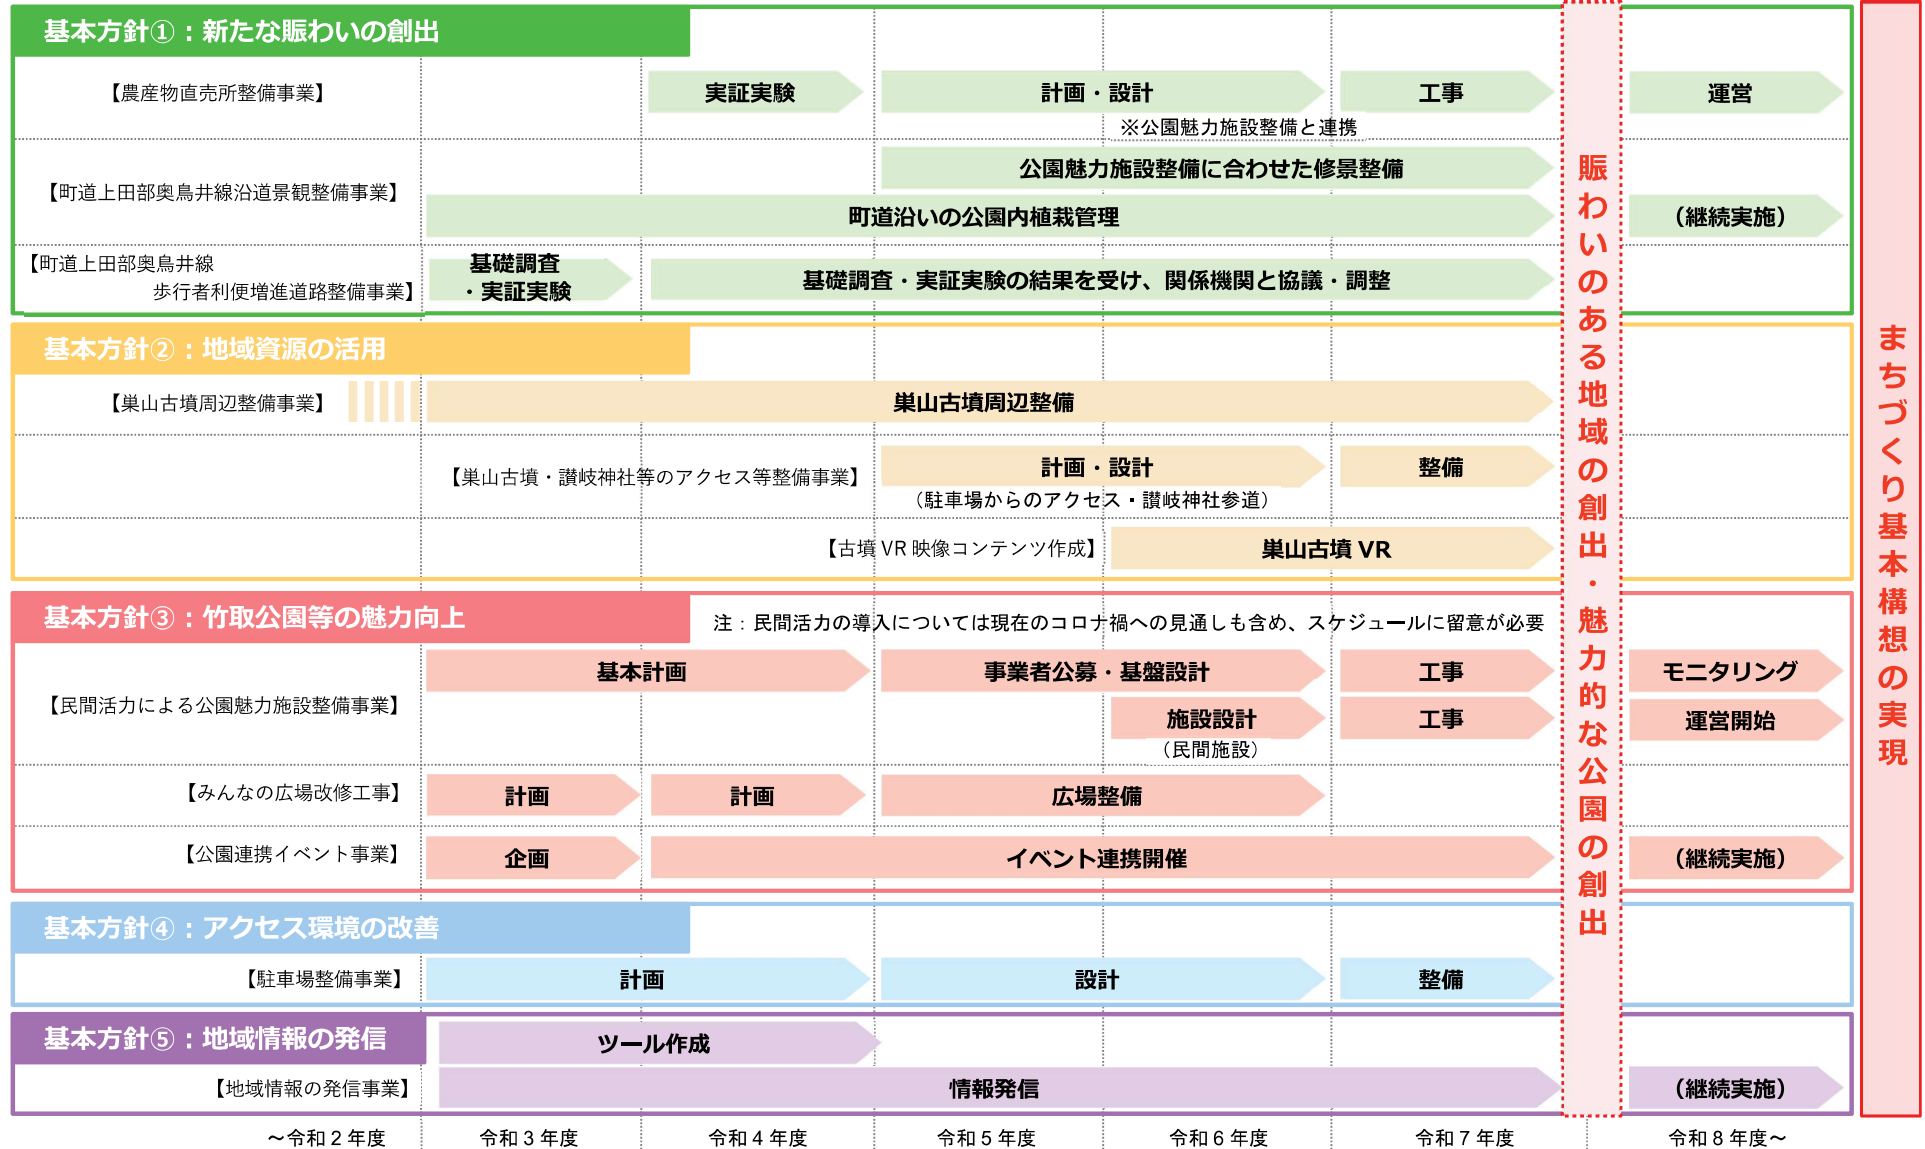 基本方針①：新たな賑わいの創出
【農産物直売所整備事業】
実証実験
計画・設計
工事
運営
※公園魅力施設整備と連携
【町道上田部奥鳥井線沿道景観整備事業】
公園魅力施設整備に合わせた修景整備
町道沿いの公園内植栽管理
（継続実施）
【町道上田部奥鳥井線
歩行者利便増進道路整備事業】
基礎調査
・実証実験
基礎調査・実証実験の結果を受け、関係機関と協議・調整
基本方針②：地域資源の活用
【巣山古墳周辺整備事業】
巣山古墳周辺整備
【巣山古墳・讃岐神社等のアクセス等整備事業】
計画・設計
整備
（駐車場からのアクセス・讃岐神社参道）
【古墳 VR 映像コンテンツ作成】
巣山古墳 VR
基本方針③：竹取公園等の魅力向上
注：民間活力の導入については現在のコロナ禍への見通しも含め、スケジュールに留意が必要
【民間活力による公園魅力施設整備事業】
基本計画
事業者公募・基盤設計
工事
モニタリング
施設設計
工事
運営開始
（民間施設）
【みんなの広場改修工事】
計画
計画
広場整備
【公園連携イベント事業】
企画
イベント連携開催
（継続実施）
基本方針④：アクセス環境の改善
【駐車場整備事業】
計画
設計
整備
基本方針⑤：地域情報の発信
ツール作成
【地域情報の発信事業】
情報発信
（継続実施）
賑わいのある地域の創出・魅力的な公園の創出
まちづくり基本構想の実現
～令和 2 年度
令和 3 年度
令和 4 年度
令和 5 年度
令和 6 年度
令和 7 年度
令和 8 年度～